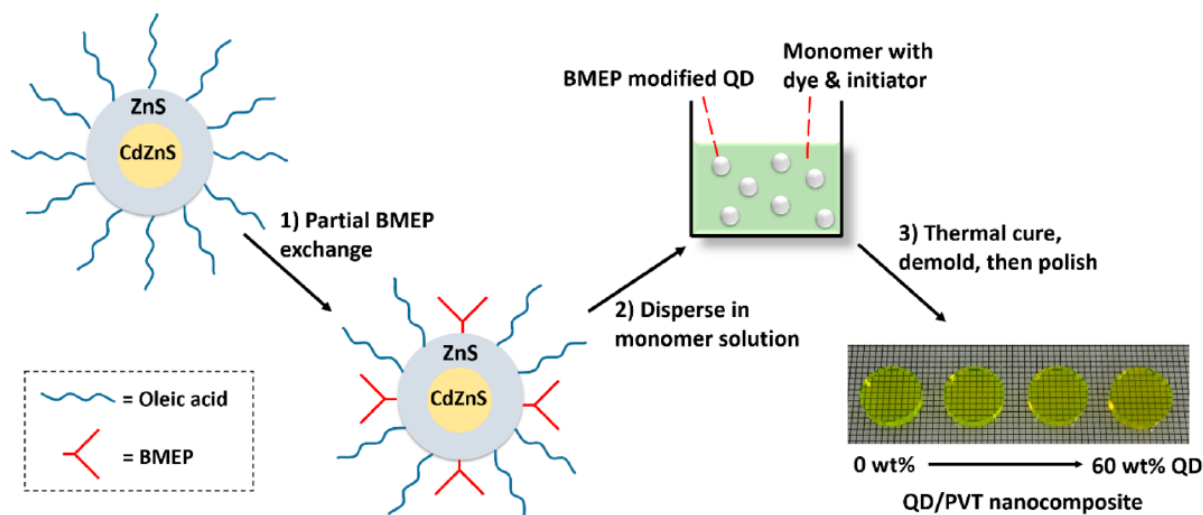 ZnS
CdZnS
1) Partial BMEP
exchange
ZnS
CdZnS
= Oleic acid
= BMEP
2) Disperse in
monomer solution
BMEP modified QD
Monomer with
dye & initiator
3) Thermal cure,
demold, then polish
0 wt%
60 wt% QD
QD/PVT nanocomposite